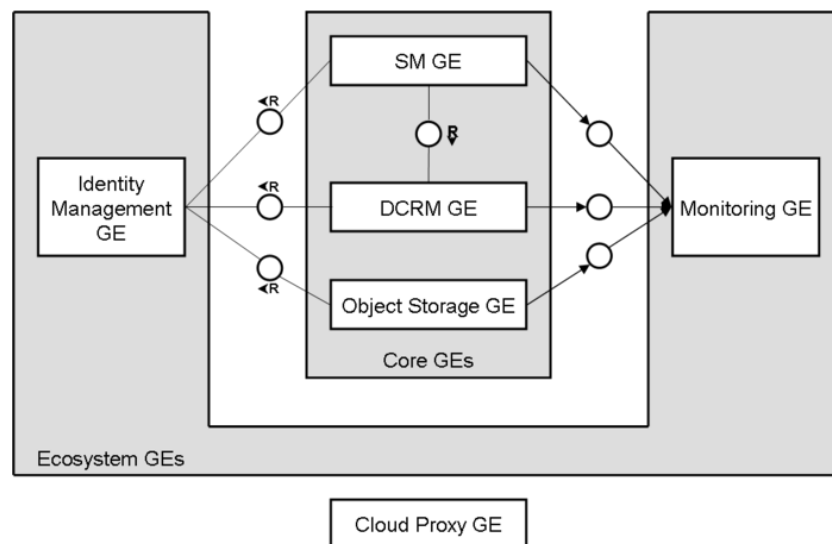 SM GE
R
R
Identity
Management
GE
R
DCRM GE
Monitoring GE
R
Object Storage GE
Core GEs
Ecosystem GEs
Cloud Proxy GE